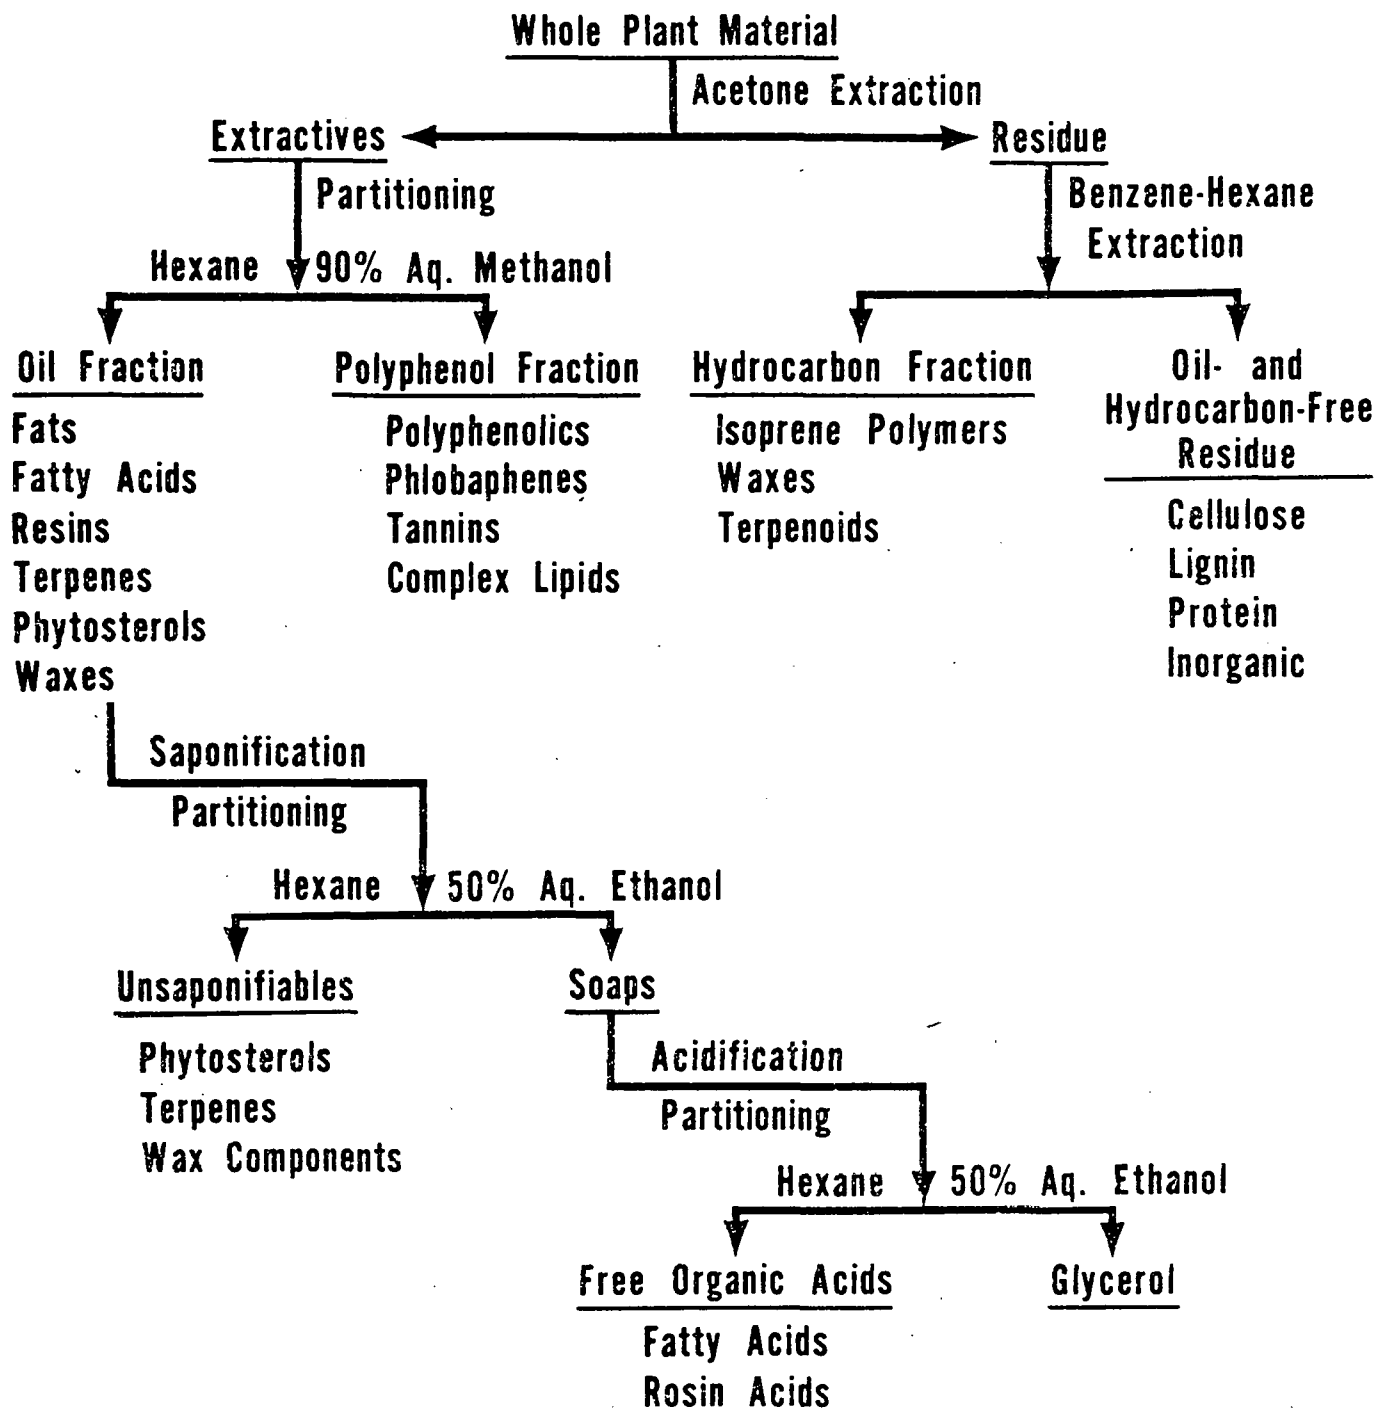 Whole Plant Material
Acetone Extraction
Extractives
Residue
Partitioning
Benzene-Hexane
Extraction
Hexane 90% Aq. Methanol
Oil Fraction
Fats
Fatty Acids
Resins
Terpenes
Phytosterols
Waxes
Polyphenol Fraction
Polyphenolics
Phlobaphenes
Tannins
Complex Lipids
Hydrocarbon Fraction
Isoprene Polymers
Waxes
Terpenoids
Oil- and
Hydrocarbon-Free
Residue
Cellulose
Lignin
Protein
Inorganic
Saponification
Partitioning
Hexane 50% Aq. Ethanol
Unsaponifiables
Phytosterols
Terpenes
Wax Components
Soaps
Acidification
Partitioning
Hexane 50% Aq. Ethanol
Free Organic Acids
Fatty Acids
Rosin Acids
Glycerol